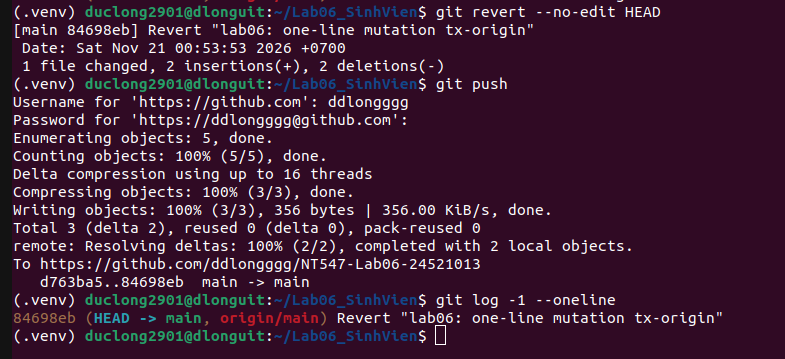 (.venv) duclong2901@dlonguit:~/Lab06_SinhVien$ git revert --no-edit HEAD
[main 84698eb] Revert "lab06: one-line mutation tx-origin"
 Date: Sat Nov 21 00:53:53 2026 +0700
 1 file changed, 2 insertions(+), 2 deletions(-)
(.venv) duclong2901@dlonguit:~/Lab06_SinhVien$ git push
Username for 'https://github.com': ddlongggg
Password for 'https://ddlongggg@github.com':
Enumerating objects: 5, done.
Counting objects: 100% (5/5), done.
Delta compression using up to 16 threads
Compressing objects: 100% (3/3), done.
Writing objects: 100% (3/3), 356 bytes | 356.00 KiB/s, done.
Total 3 (delta 2), reused 0 (delta 0), pack-reused 0
remote: Resolving deltas: 100% (2/2), completed with 2 local objects.
To https://github.com/ddlongggg/NT547-Lab06-24521013
   d763ba5..84698eb  main -> main
(.venv) duclong2901@dlonguit:~/Lab06_SinhVien$ git log -1 --oneline
84698eb (HEAD -> main, origin/main) Revert "lab06: one-line mutation tx-origin"
(.venv) duclong2901@dlonguit:~/Lab06_SinhVien$